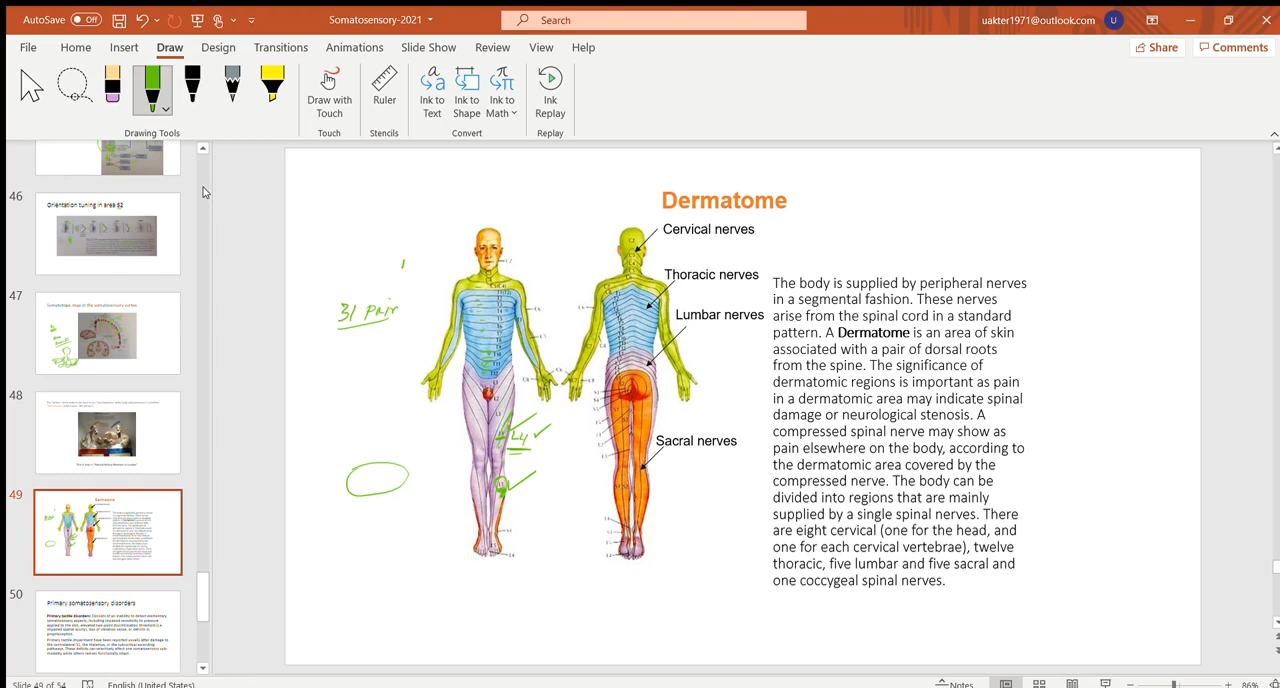 AutoSave Off
Somatosensory-2021
Search
uakter1971@outlook.com
U
File Home Insert Draw Design Transitions Animations Slide Show Review View Help
Share Comments
Draw with Touch
Ruler
Ink to Text
Ink to Shape
Ink to Math
Ink Replay
Drawing Tools
Touch
Stencils
Convert
Replay
46
Orientation tuning in area S2
47
Somatotopic map in the somatosensory cortex
48
49
Dermatome
50
Primary somatosensory disorders
Dermatome
Cervical nerves
Thoracic nerves
Lumbar nerves
Sacral nerves
31 Pair
L4
The body is supplied by peripheral nerves
in a segmental fashion. These nerves
arise from the spinal cord in a standard
pattern. A Dermatome is an area of skin
associated with a pair of dorsal roots
from the spine. The significance of
dermatomic regions is important as pain
in a dermatomic area may indicate spinal
damage or neurological stenosis. A
compressed spinal nerve may show as
pain elsewhere on the body, according to
the dermatomic area covered by the
compressed nerve. The body can be
divided into regions that are mainly
supplied by a single spinal nerves. There
are eight cervical (one for the head, and
one for each cervical vertebrae), twelve
thoracic, five lumbar and five sacral and
one coccygeal spinal nerves.
Slide 49 of 54 English (United States)
Notes
86%